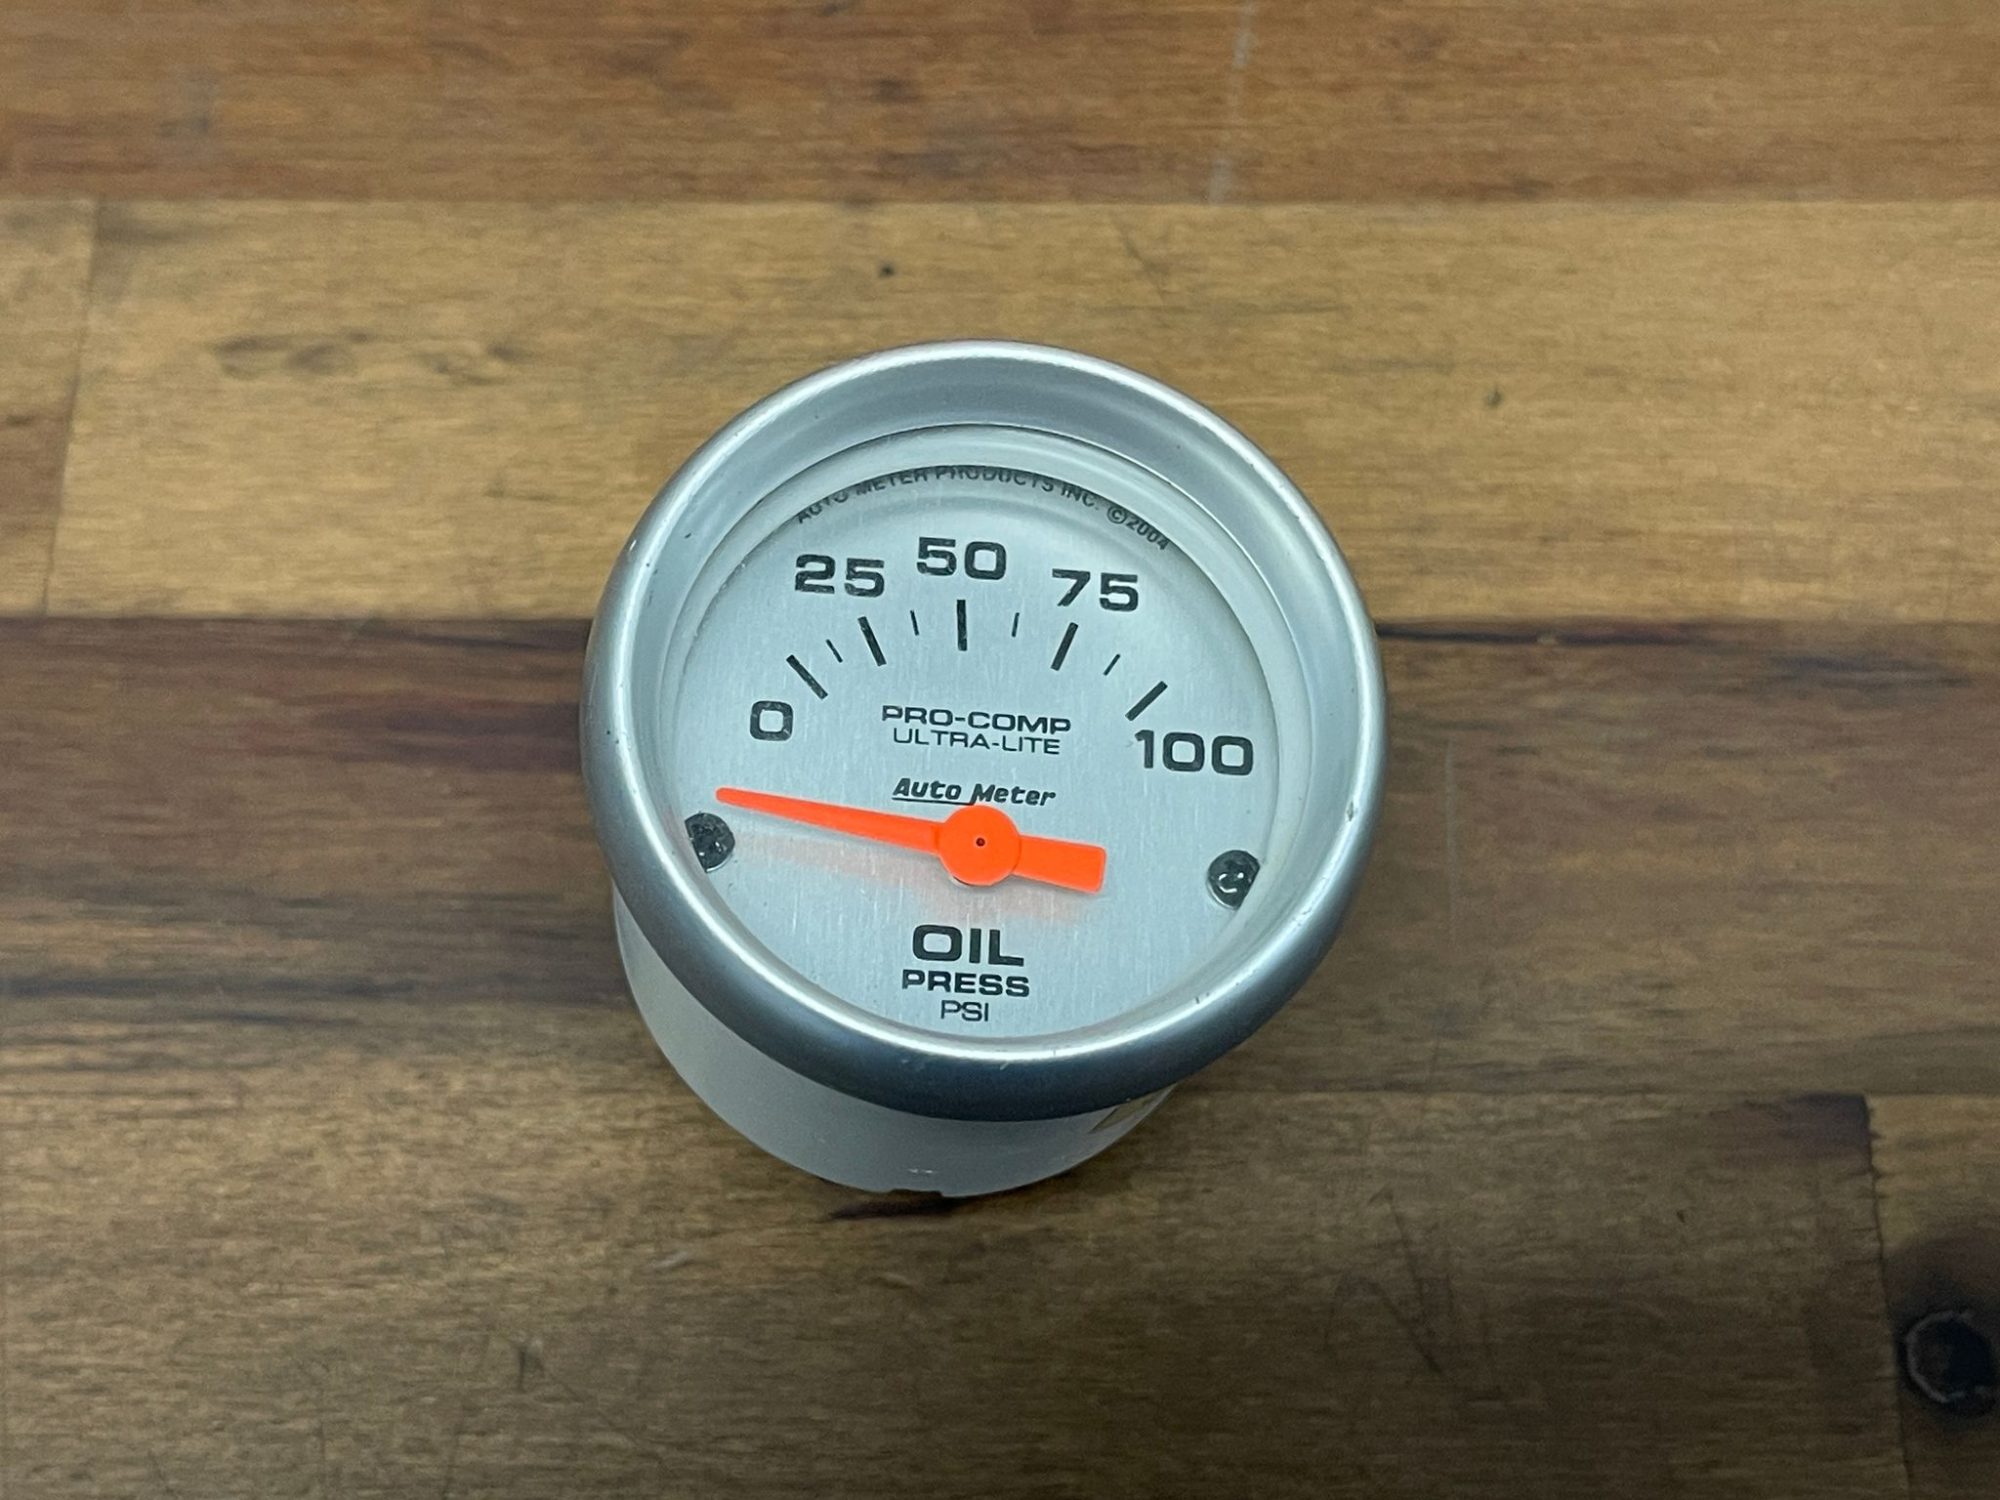 AUTO METER PRODUCTS INC. ©2004
25 50 75
0 100
PRO-COMP
ULTRA-LITE
Auto Meter
OIL
PRESS
PSI